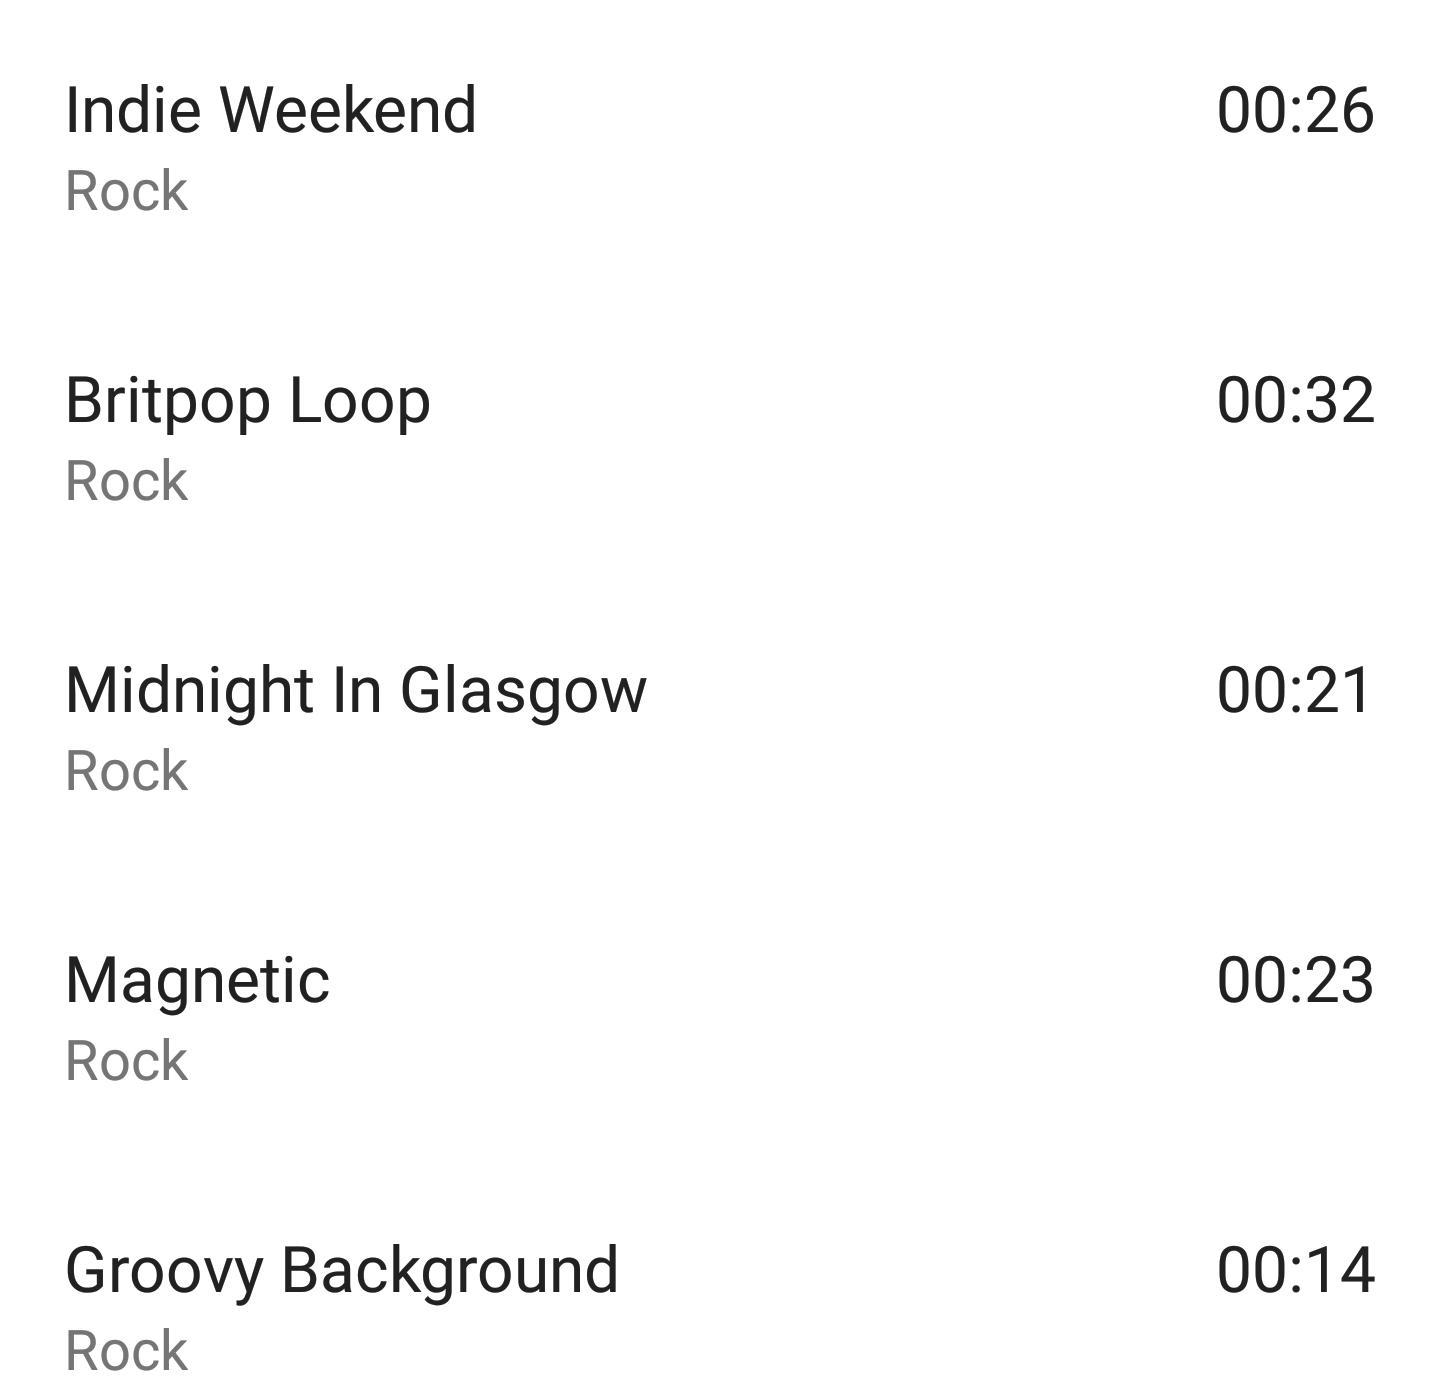 Indie Weekend 00:26
Rock
Britpop Loop 00:32
Rock
Midnight In Glasgow 00:21
Rock
Magnetic 00:23
Rock
Groovy Background 00:14
Rock